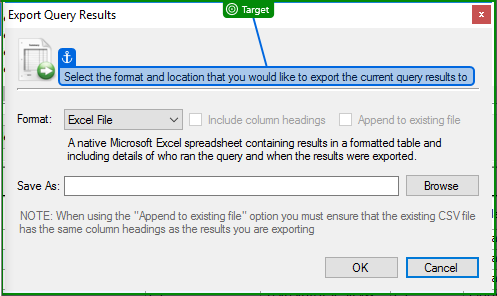 Target
Export Query Results
x
Select the format and location that you would like to export the current query results to
Format: Excel File Include column headings Append to existing file
A native Microsoft Excel spreadsheet containing results in a formatted table and
including details of who ran the query and when the results were exported.
Save As: Browse
NOTE: When using the "Append to existing file" option you must ensure that the existing CSV file
has the same column headings as the results you are exporting
OK Cancel